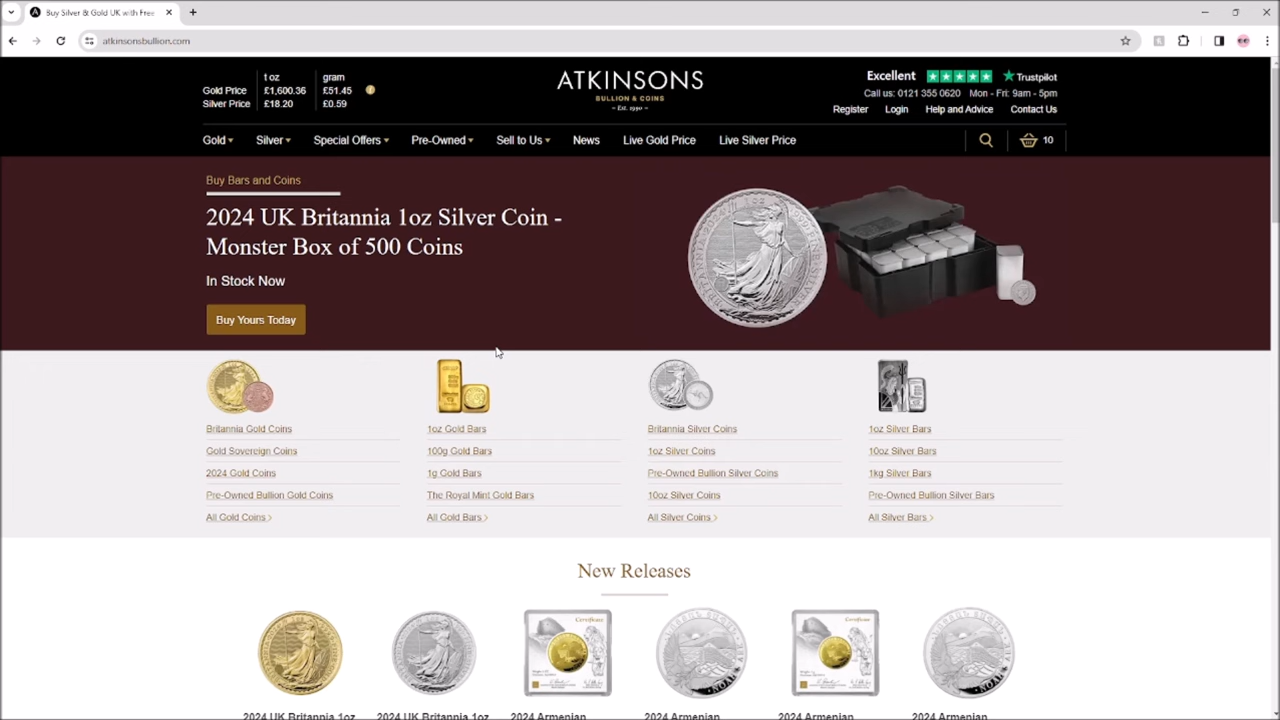 Buy Silver & Gold UK with Free
atkinsonsbullion.com
1 oz gram
Gold Price £1,600.36 £51.45
Silver Price £18.20 £0.59
ATKINSONS
BULLION & COINS
Est. 1990
Excellent Trustpilot
Call us: 0121 355 0620 Mon - Fri: 9am - 5pm
Register Login Help and Advice Contact Us
Gold Silver Special Offers Pre-Owned Sell to Us News Live Gold Price Live Silver Price 10
Buy Bars and Coins
2024 UK Britannia 1oz Silver Coin -
Monster Box of 500 Coins
In Stock Now
Buy Yours Today
Britannia Gold Coins
Gold Sovereign Coins
2024 Gold Coins
Pre-Owned Bullion Gold Coins
All Gold Coins
1oz Gold Bars
100g Gold Bars
1g Gold Bars
The Royal Mint Gold Bars
All Gold Bars
Britannia Silver Coins
1oz Silver Coins
Pre-Owned Bullion Silver Coins
10oz Silver Coins
All Silver Coins
1oz Silver Bars
10oz Silver Bars
1kg Silver Bars
Pre-Owned Bullion Silver Bars
All Silver Bars
New Releases
Certificate
Certificate
2024 UK Britannia 1oz
2024 UK Britannia 1oz
2024 Armenian
2024 Armenian
2024 Armenian
2024 Armenian